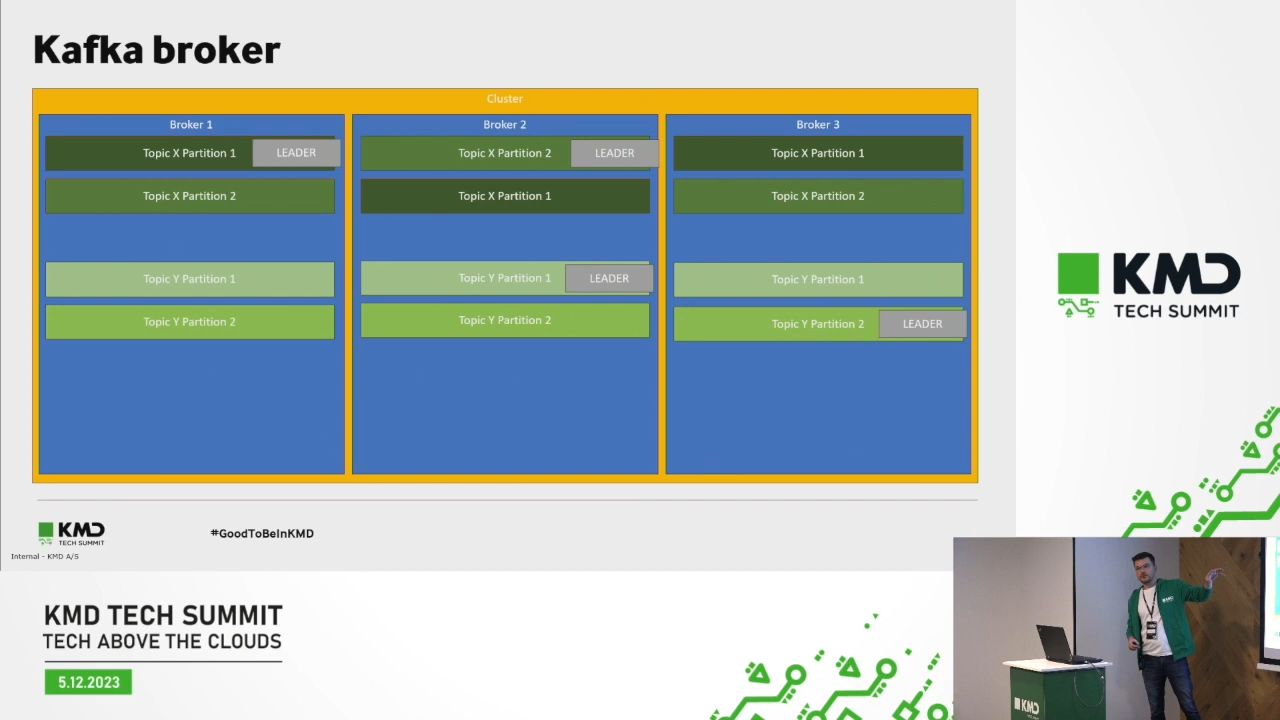 Kafka broker
Cluster
Broker 1
Topic X Partition 1
LEADER
Topic X Partition 2
Topic Y Partition 1
Topic Y Partition 2
Broker 2
Topic X Partition 2
LEADER
Topic X Partition 1
Topic Y Partition 1
LEADER
Topic Y Partition 2
Broker 3
Topic X Partition 1
Topic X Partition 2
Topic Y Partition 1
Topic Y Partition 2
LEADER
KMD
TECH SUMMIT
#GoodToBeInKMD
Internal - KMD A/S
KMD
TECH SUMMIT
KMD TECH SUMMIT
TECH ABOVE THE CLOUDS
5.12.2023
KMD